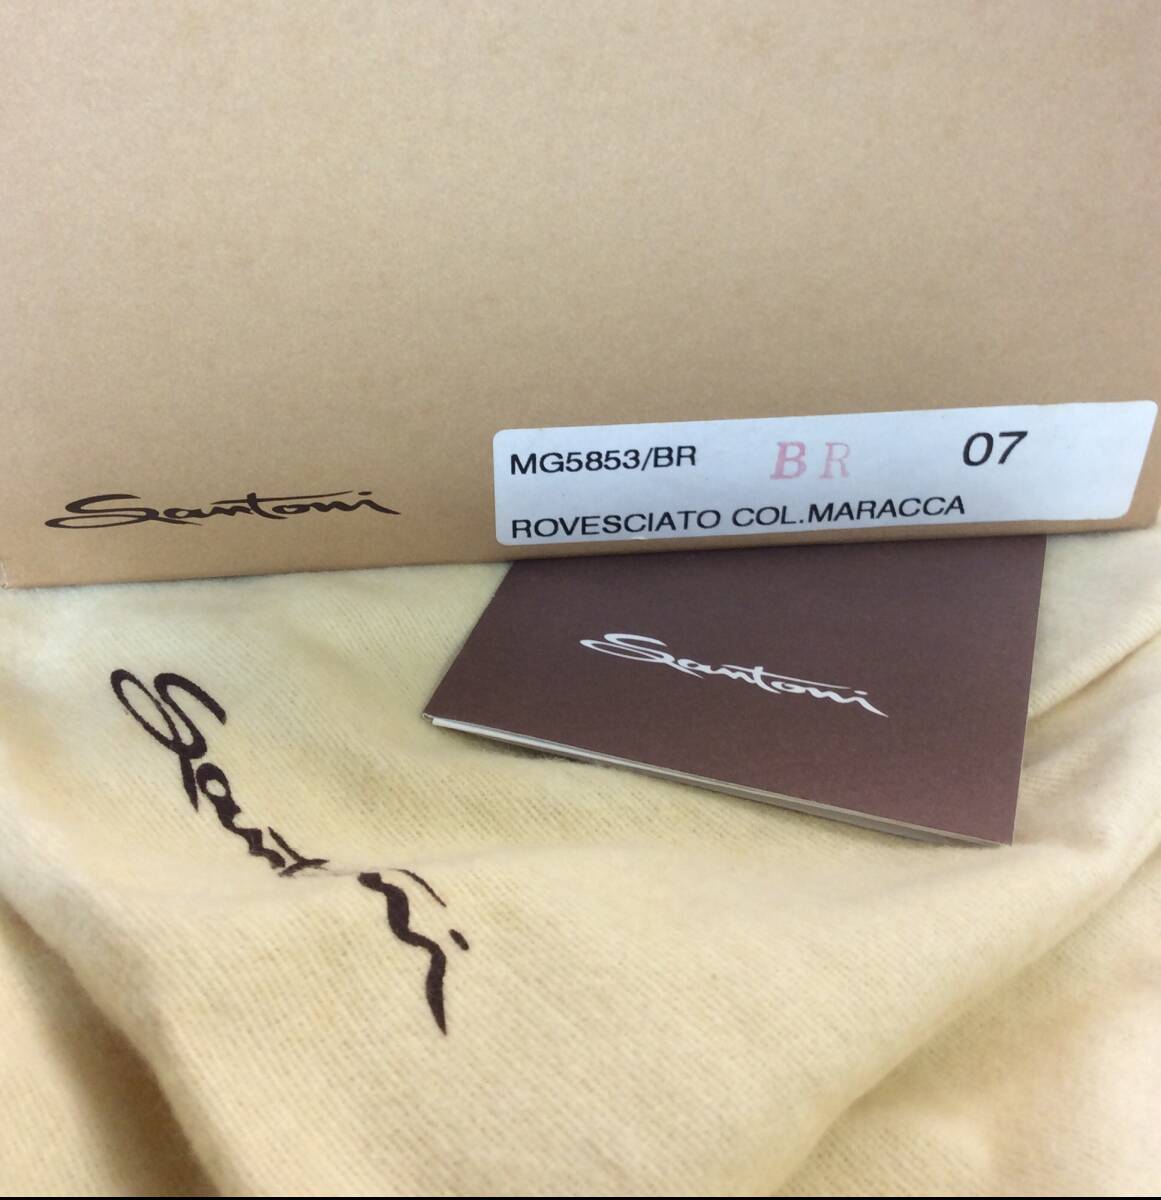 MG5853/BR BR 07
ROVESCIATO COL.MARACCA
Santoni
Santoni
Santoni